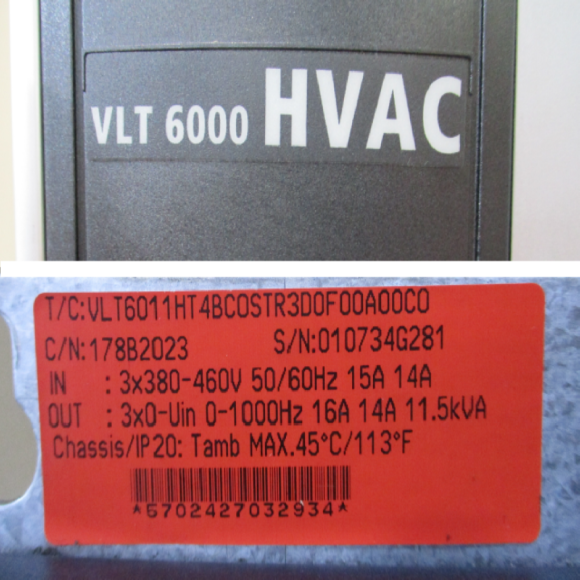 VLT 6000 HVAC
T/C:VLT6011HT4BC0STR3D0F00A00C0
C/N:178B2023 S/N:010734G281
IN : 3x380-460V 50/60Hz 15A 14A
OUT : 3x0-Uin 0-1000Hz 16A 14A 11.5kVA
Chassis/IP20: Tamb MAX.45°C/113°F
*5702427032934*